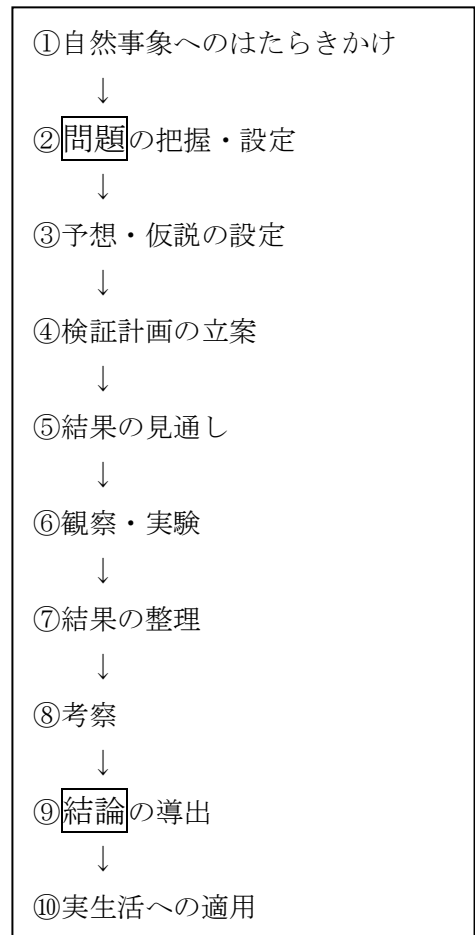 ①自然事象へのはたらきかけ
↓
②問題の把握・設定
↓
③予想・仮説の設定
↓
④検証計画の立案
↓
⑤結果の見通し
↓
⑥観察・実験
↓
⑦結果の整理
↓
⑧考察
↓
⑨結論の導出
↓
⑩実生活への適用